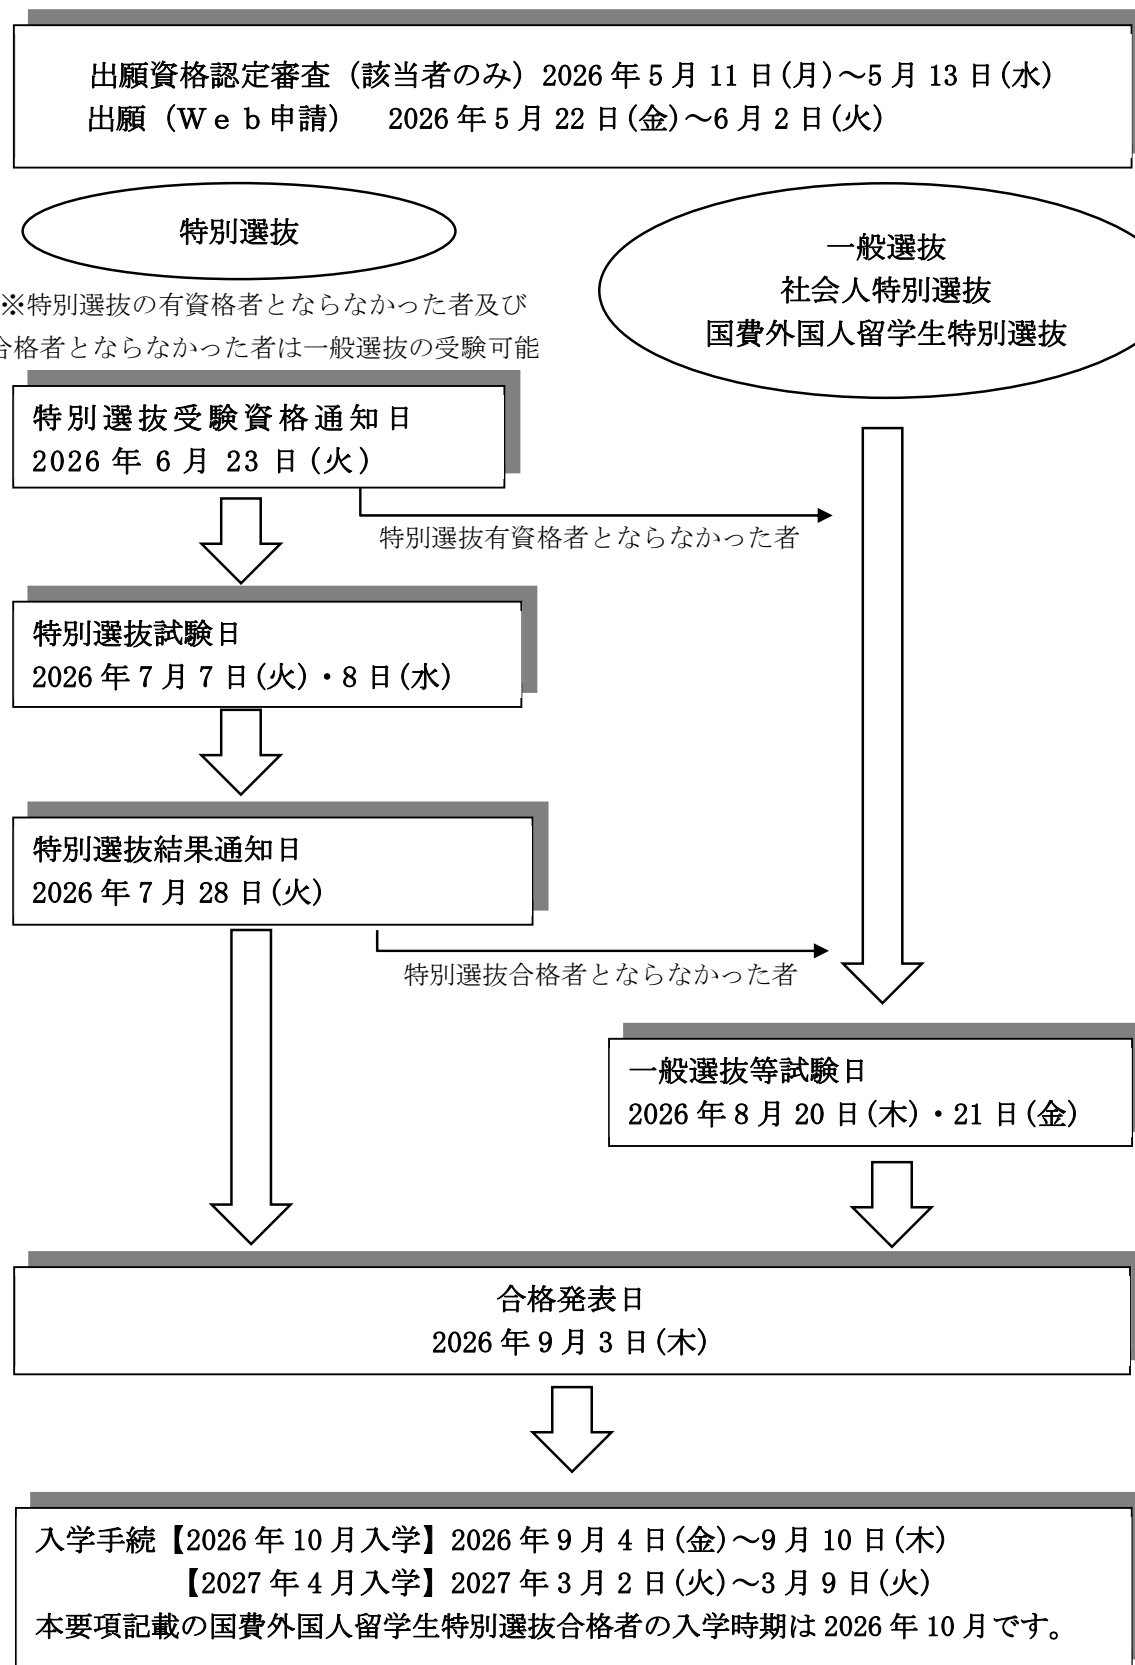 出願資格認定審査（該当者のみ）2026年5月11日(月)～5月13日(水)
出願（Ｗｅｂ申請）　2026年5月22日(金)～6月2日(火)
特別選抜
※特別選抜の有資格者とならなかった者及び
合格者とならなかった者は一般選抜の受験可能
一般選抜
社会人特別選抜
国費外国人留学生特別選抜
特別選抜受験資格通知日
2026年6月23日(火)
特別選抜有資格者とならなかった者
特別選抜試験日
2026年7月7日(火)・8日(水)
特別選抜結果通知日
2026年7月28日(火)
特別選抜合格者とならなかった者
一般選抜等試験日
2026年8月20日(木)・21日(金)
合格発表日
2026年9月3日(木)
入学手続【2026年10月入学】2026年9月4日(金)～9月10日(木)
【2027年4月入学】2027年3月2日(火)～3月9日(火)
本要項記載の国費外国人留学生特別選抜合格者の入学時期は2026年10月です。